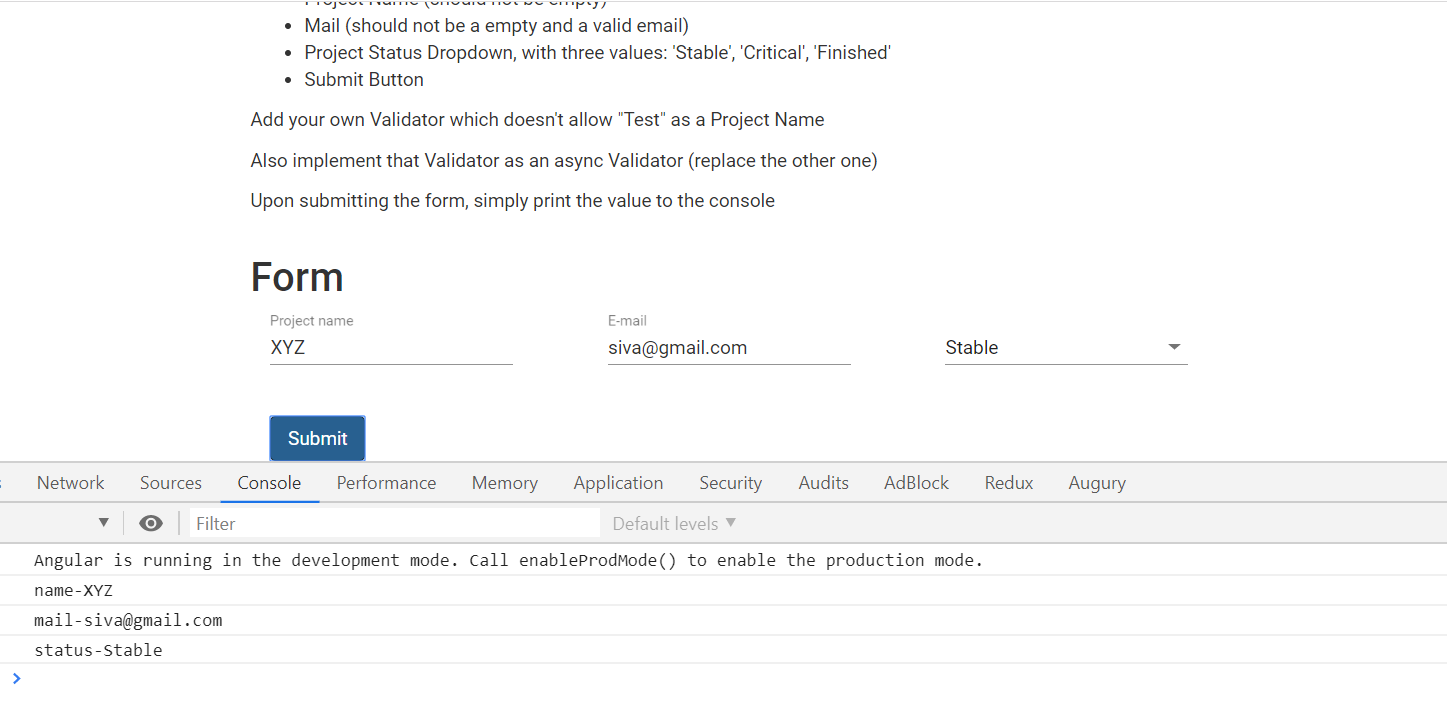 Project Name (should not be empty)
Mail (should not be a empty and a valid email)
Project Status Dropdown, with three values: 'Stable', 'Critical', 'Finished'
Submit Button
Add your own Validator which doesn't allow "Test" as a Project Name
Also implement that Validator as an async Validator (replace the other one)
Upon submitting the form, simply print the value to the console
Form
Project name E-mail
XYZ siva@gmail.com Stable
Submit
Network Sources Console Performance Memory Application Security Audits AdBlock Redux Augury
Filter Default levels ▼
Angular is running in the development mode. Call enableProdMode() to enable the production mode.
name-XYZ
mail-siva@gmail.com
status-Stable